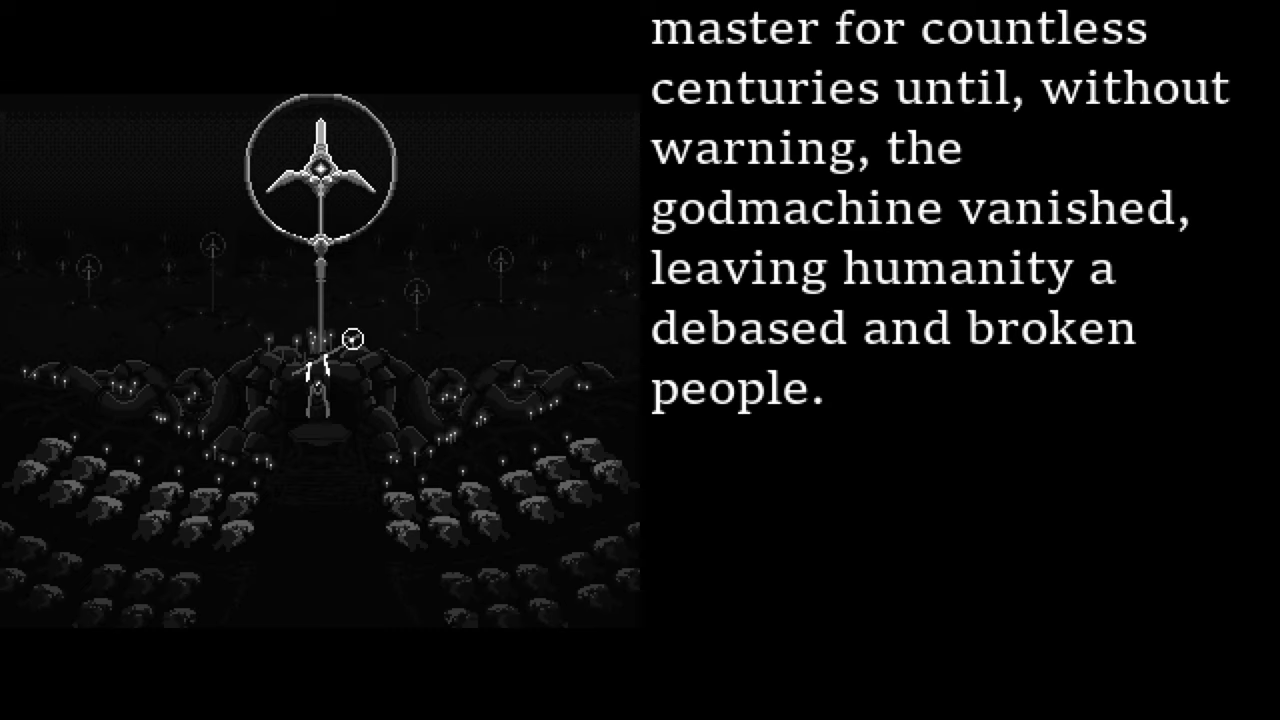 master for countless
centuries until, without
warning, the
godmachine vanished,
leaving humanity a
debased and broken
people.